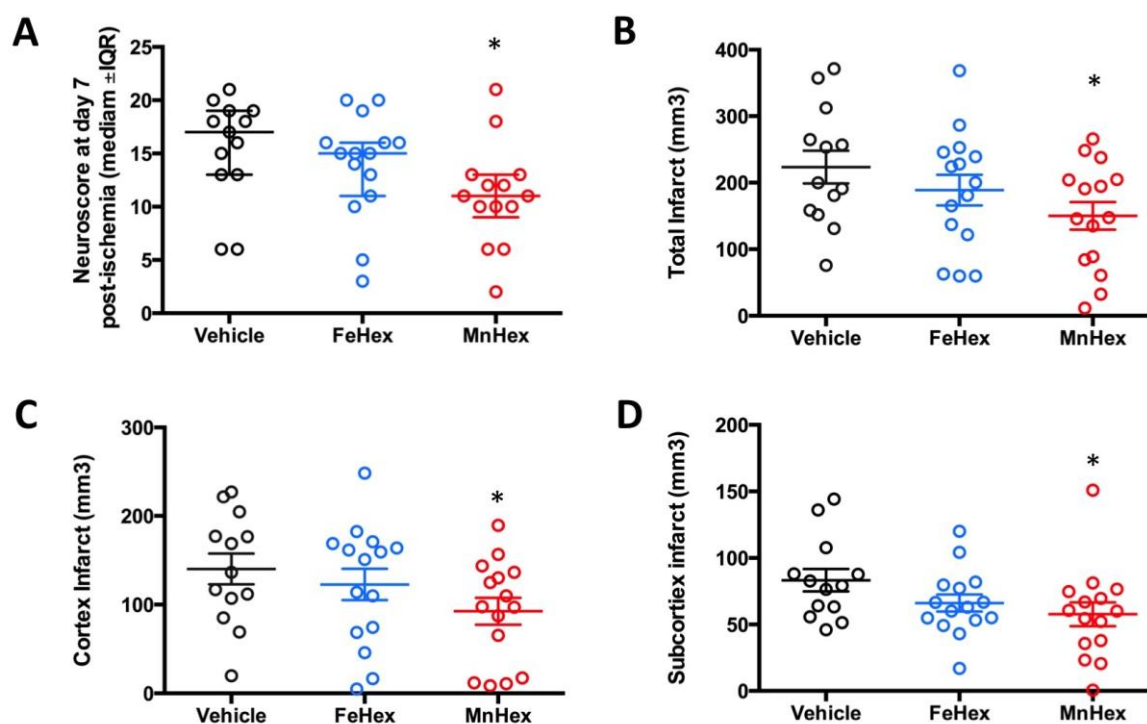 A
Neuroscore at day 7
post-ischemia (mediam ±IQR)
25
20
15
10
5
0
*
Vehicle
FeHex
MnHex
B
Total Infarct (mm3)
400
300
200
100
0
*
Vehicle
FeHex
MnHex
C
Cortex Infarct (mm3)
300
200
100
0
*
Vehicle
FeHex
MnHex
D
Subcortiex infarct (mm3)
200
150
100
50
0
*
Vehicle
FeHex
MnHex